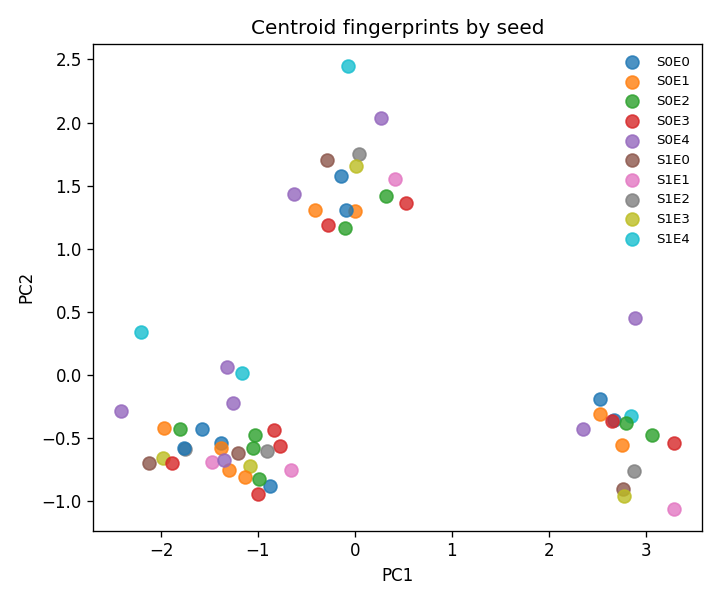 Centroid fingerprints by seed
2.5
2.0
1.5
1.0
0.5
0.0
−0.5
−1.0
PC2
S0E0
S0E1
S0E2
S0E3
S0E4
S1E0
S1E1
S1E2
S1E3
S1E4
−2 −1 0 1 2 3
PC1